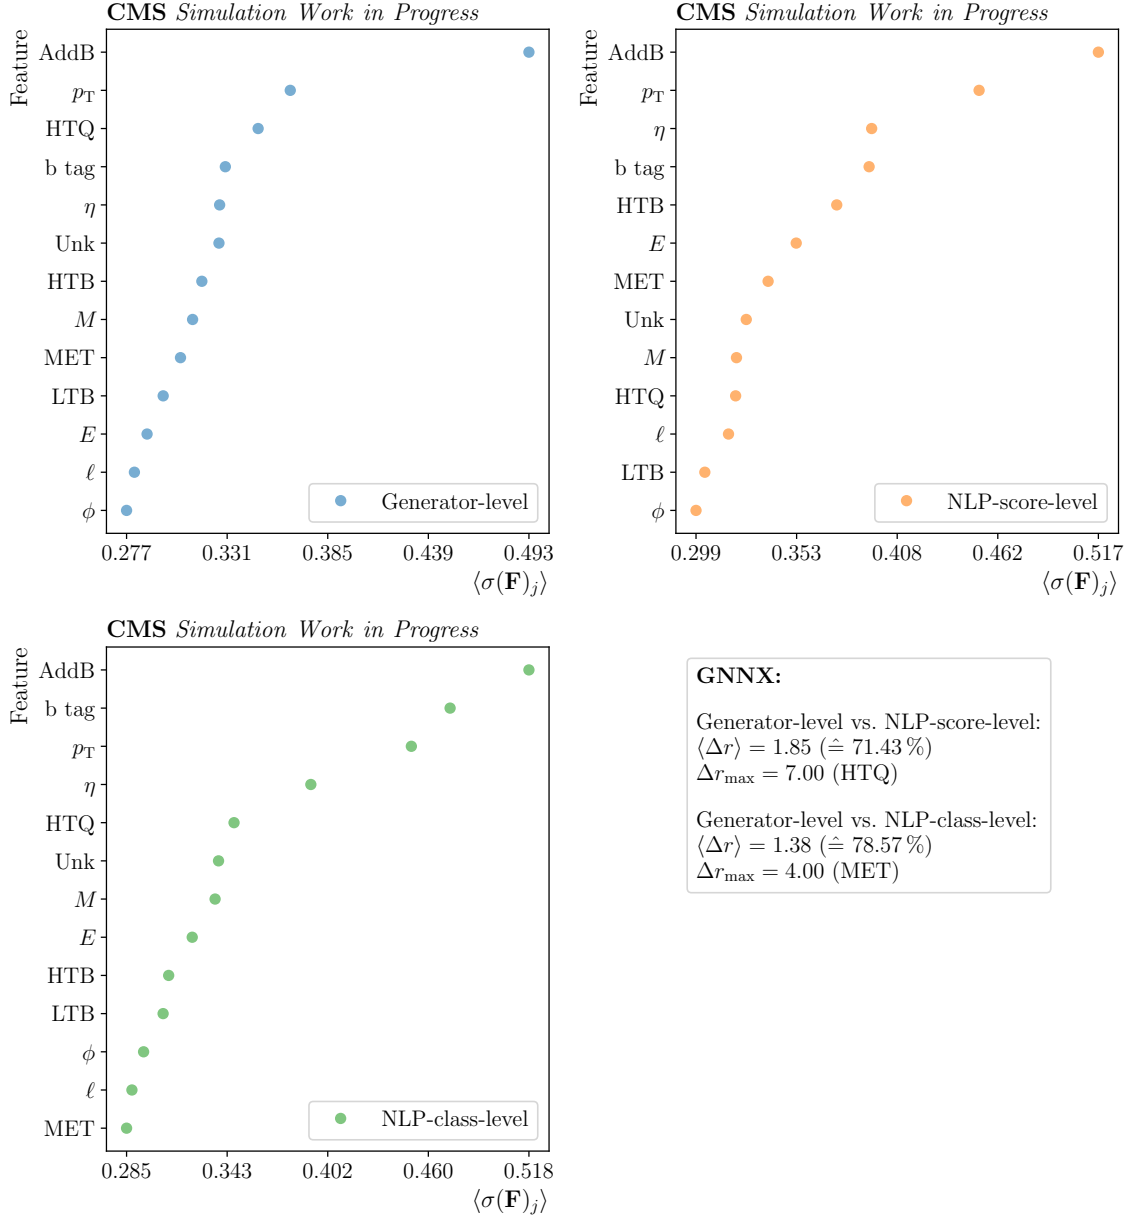 CMS Simulation Work in Progress
Feature
AddB
pT
HTQ
b tag
η
Unk
HTB
M
MET
LTB
E
ℓ
ϕ
Generator-level
0.277 0.331 0.385 0.439 0.493
⟨σ(F)j⟩
CMS Simulation Work in Progress
Feature
AddB
pT
η
b tag
HTB
E
MET
Unk
M
HTQ
ℓ
LTB
ϕ
NLP-score-level
0.299 0.353 0.408 0.462 0.517
⟨σ(F)j⟩
CMS Simulation Work in Progress
Feature
AddB
b tag
pT
η
HTQ
Unk
M
E
HTB
LTB
ϕ
ℓ
MET
NLP-class-level
0.285 0.343 0.402 0.460 0.518
⟨σ(F)j⟩
GNNX:
Generator-level vs. NLP-score-level:
⟨Δr⟩ = 1.85 (≙ 71.43 %)
Δrmax = 7.00 (HTQ)
Generator-level vs. NLP-class-level:
⟨Δr⟩ = 1.38 (≙ 78.57 %)
Δrmax = 4.00 (MET)